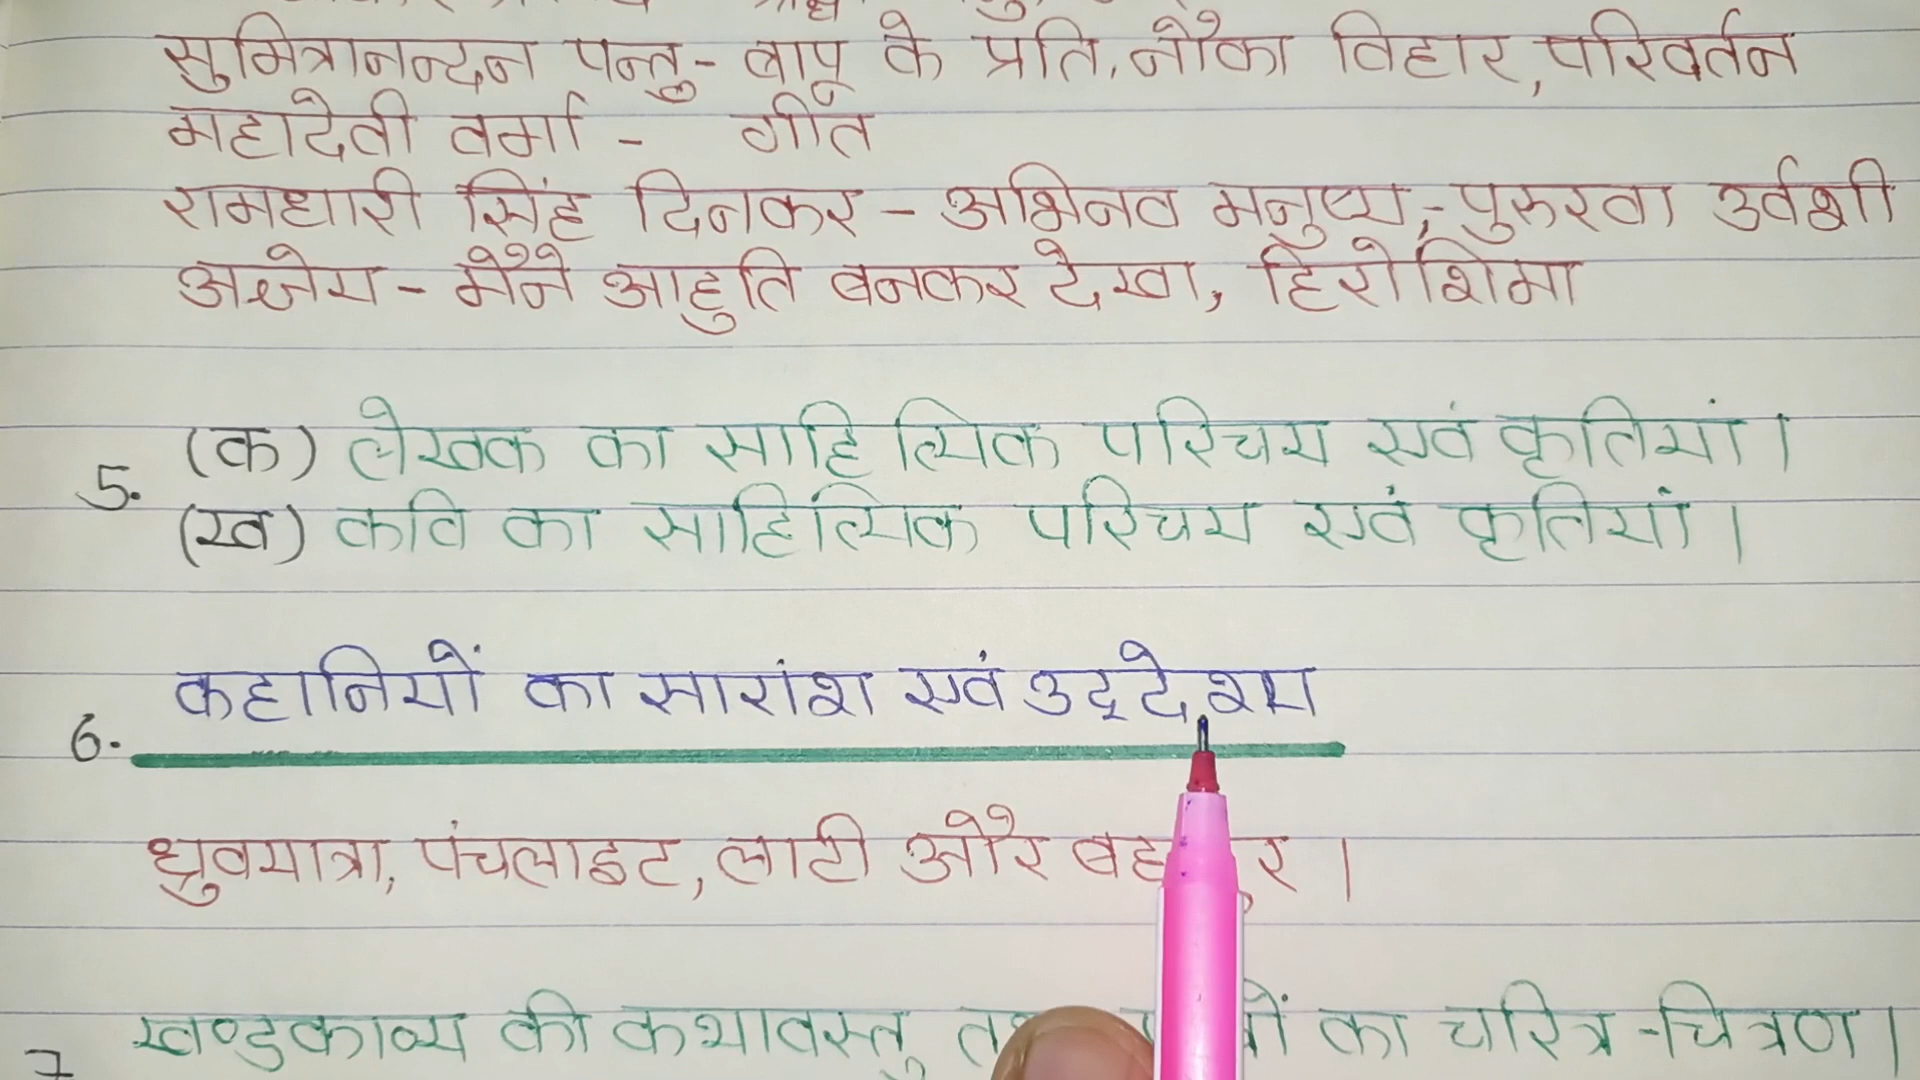 सुमित्रानन्दन पन्त - बापू के प्रति, नौका विहार, परिवर्तन
महादेवी वर्मा - गीत
रामधारी सिंह दिनकर - अभिनव मनुष्य, पुरुरवा उर्वशी
अज्ञेय - मैने आहुति बनकर देखा, हिरोशिमा
5. (क) लेखक का साहित्यिक परिचय एवं कृतियां।
(ख) कवि का साहित्यिक परिचय एवं कृतियां।
6. कहानियों का सारांश एवं उद्देश्य
ध्रुवयात्रा, पंचलाइट, लाटी और
7 खण्डकाव्य की कथावस्तु का चरित्र-चित्रण।